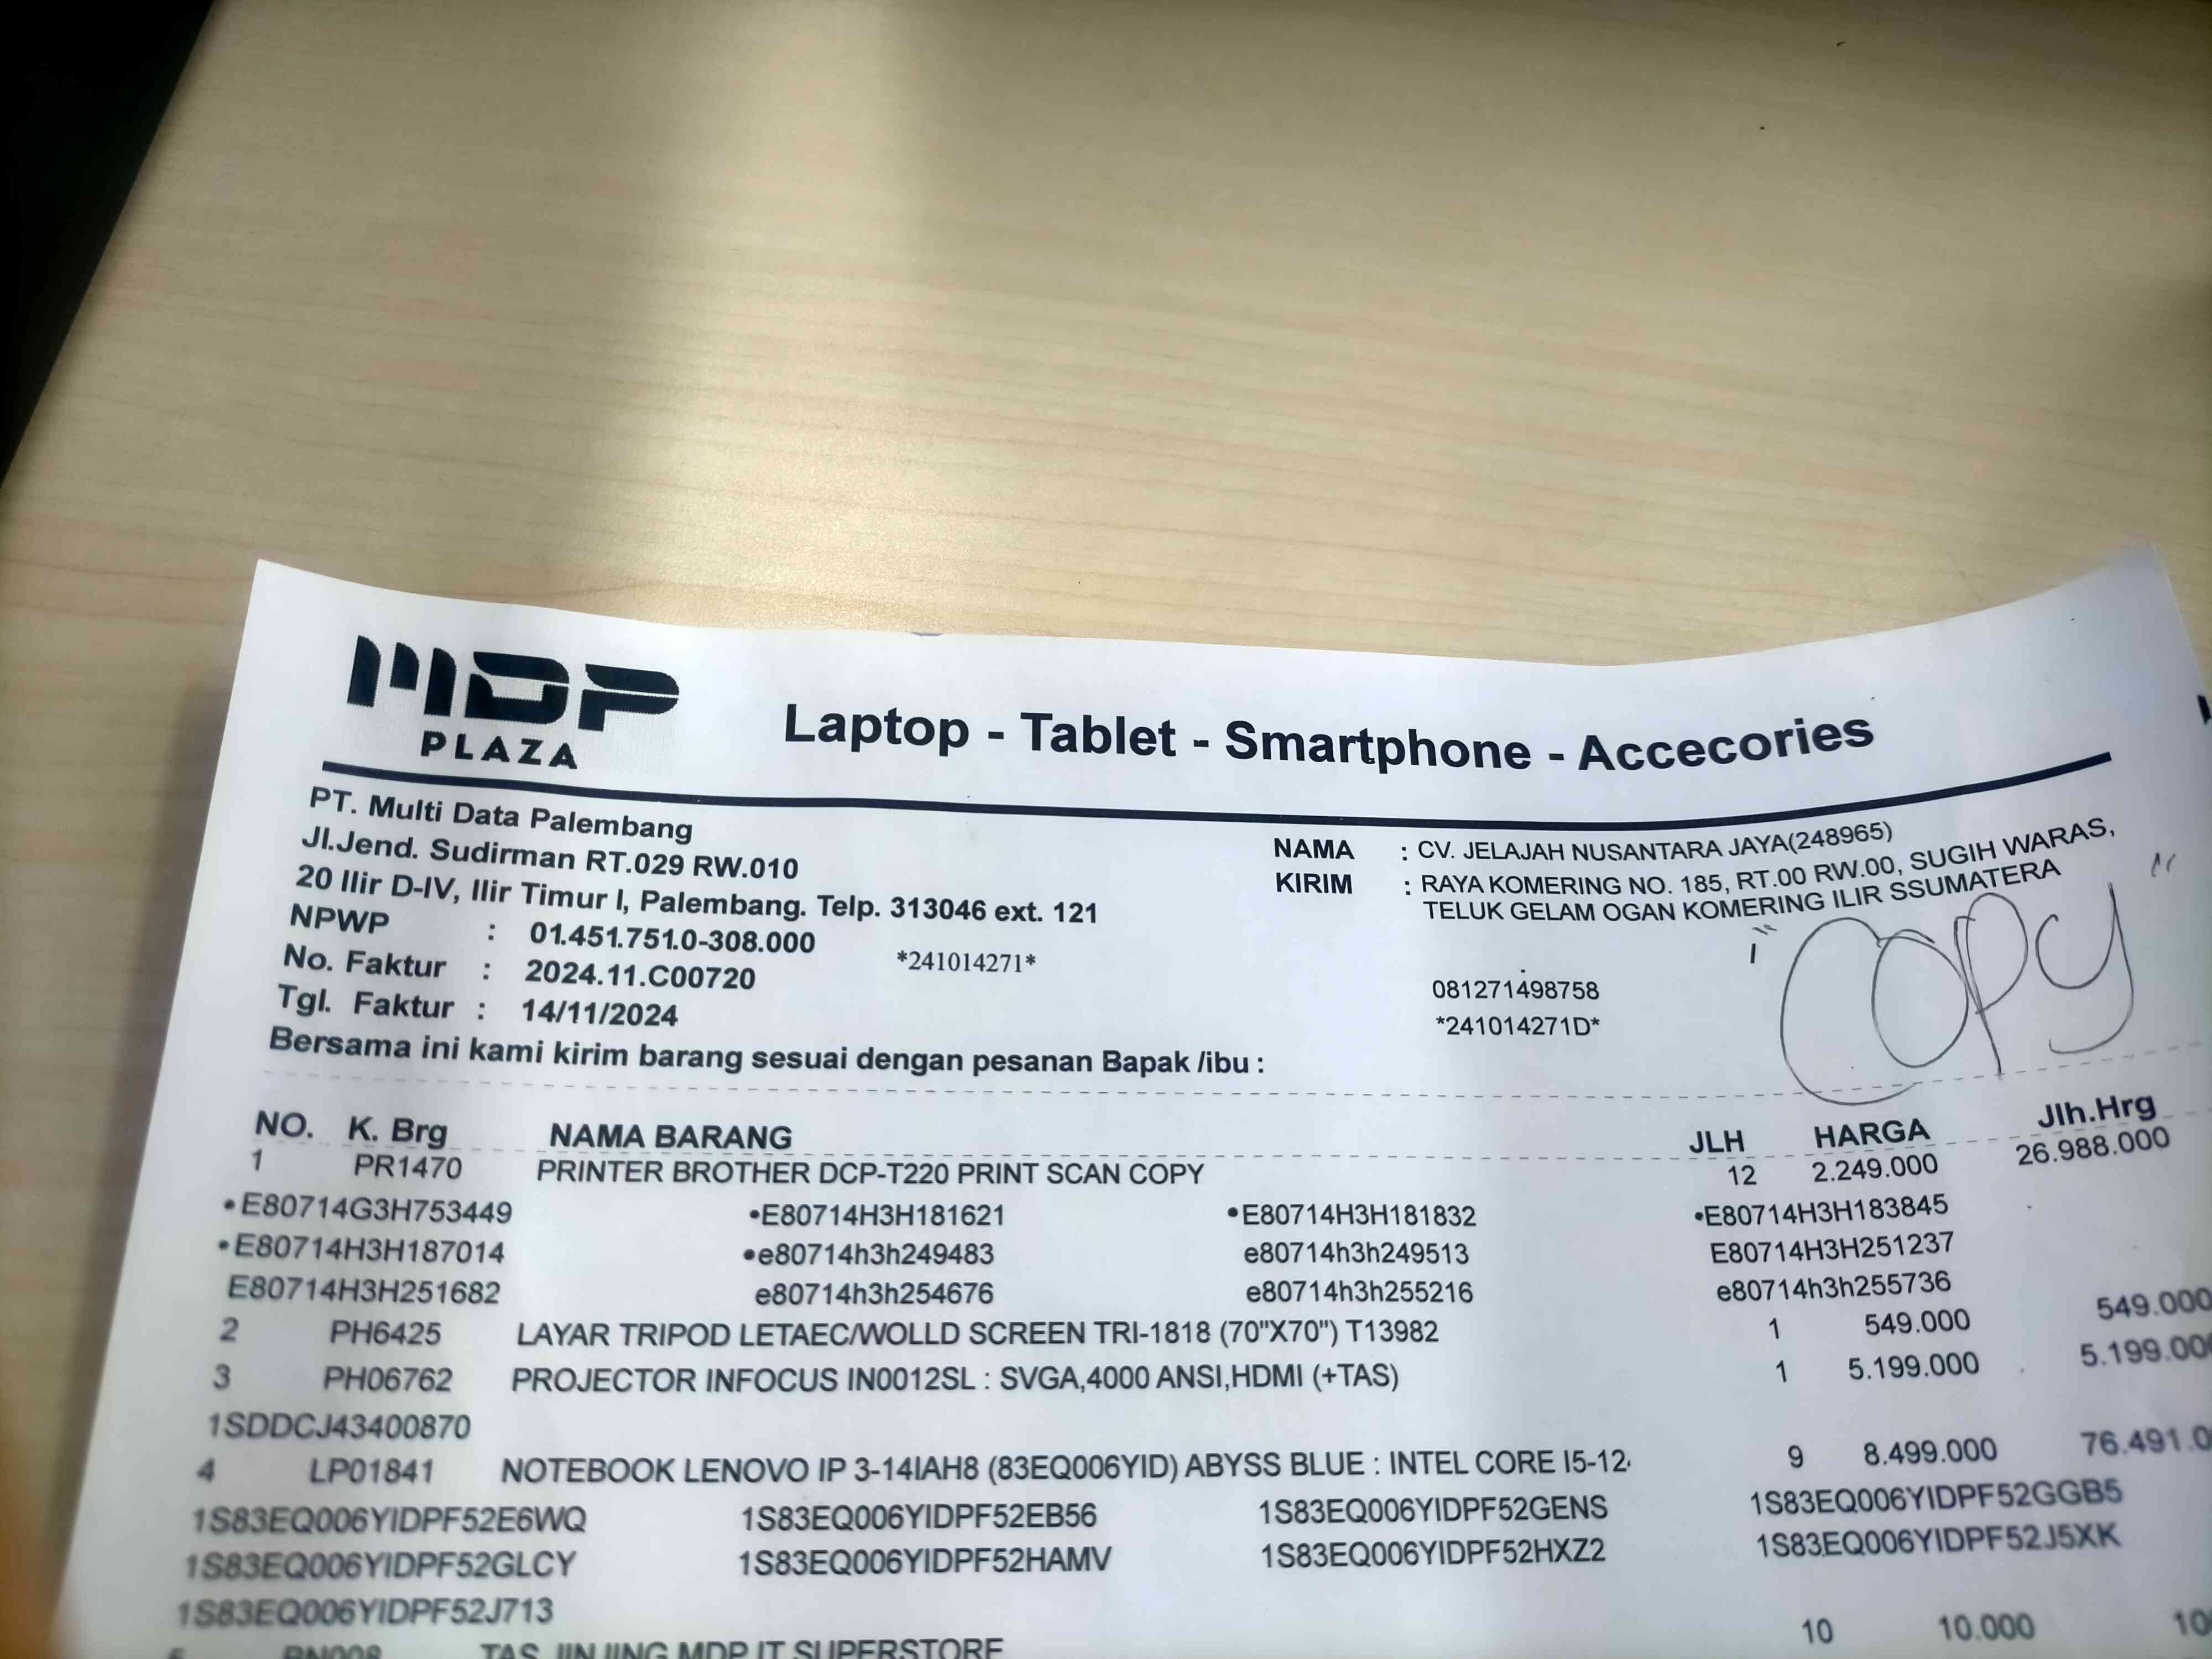 MDP
PLAZA
Laptop - Tablet - Smartphone - Accecories
PT. Multi Data Palembang
Jl.Jend. Sudirman RT.029 RW.010
20 Ilir D-IV, Ilir Timur I, Palembang. Telp. 313046 ext. 121
NPWP : 01.451.751.0-308.000
No. Faktur : 2024.11.C00720 *241014271*
Tgl. Faktur : 14/11/2024
NAMA : CV. JELAJAH NUSANTARA JAYA(248965)
KIRIM : RAYA KOMERING NO. 185, RT.00 RW.00, SUGIH WARAS,
TELUK GELAM OGAN KOMERING ILIR SSUMATERA
081271498758
*241014271D*
COPY
Bersama ini kami kirim barang sesuai dengan pesanan Bapak /ibu :
NO. K. Brg NAMA BARANG JLH HARGA Jlh.Hrg
1 PR1470 PRINTER BROTHER DCP-T220 PRINT SCAN COPY 12 2.249.000 26.988.000
•E80714G3H753449 •E80714H3H181621 •E80714H3H181832 •E80714H3H183845
•E80714H3H187014 •e80714h3h249483 e80714h3h249513 E80714H3H251237
E80714H3H251682 e80714h3h254676 e80714h3h255216 e80714h3h255736
2 PH6425 LAYAR TRIPOD LETAEC/WOLLD SCREEN TRI-1818 (70"X70") T13982 1 549.000 549.000
3 PH06762 PROJECTOR INFOCUS IN0012SL : SVGA,4000 ANSI,HDMI (+TAS) 1 5.199.000 5.199.00
1SDDCJ43400870
4 LP01841 NOTEBOOK LENOVO IP 3-14IAH8 (83EQ006YID) ABYSS BLUE : INTEL CORE I5-12 9 8.499.000 76.491.0
1S83EQ006YIDPF52E6WQ 1S83EQ006YIDPF52EB56 1S83EQ006YIDPF52GENS 1S83EQ006YIDPF52GGB5
1S83EQ006YIDPF52GLCY 1S83EQ006YIDPF52HAMV 1S83EQ006YIDPF52HXZ2 1S83EQ006YIDPF52J5XK
1S83EQ006YIDPF52J713
5 BN008 TAS JINJING MDP IT SUPERSTORE 10 10.000 10